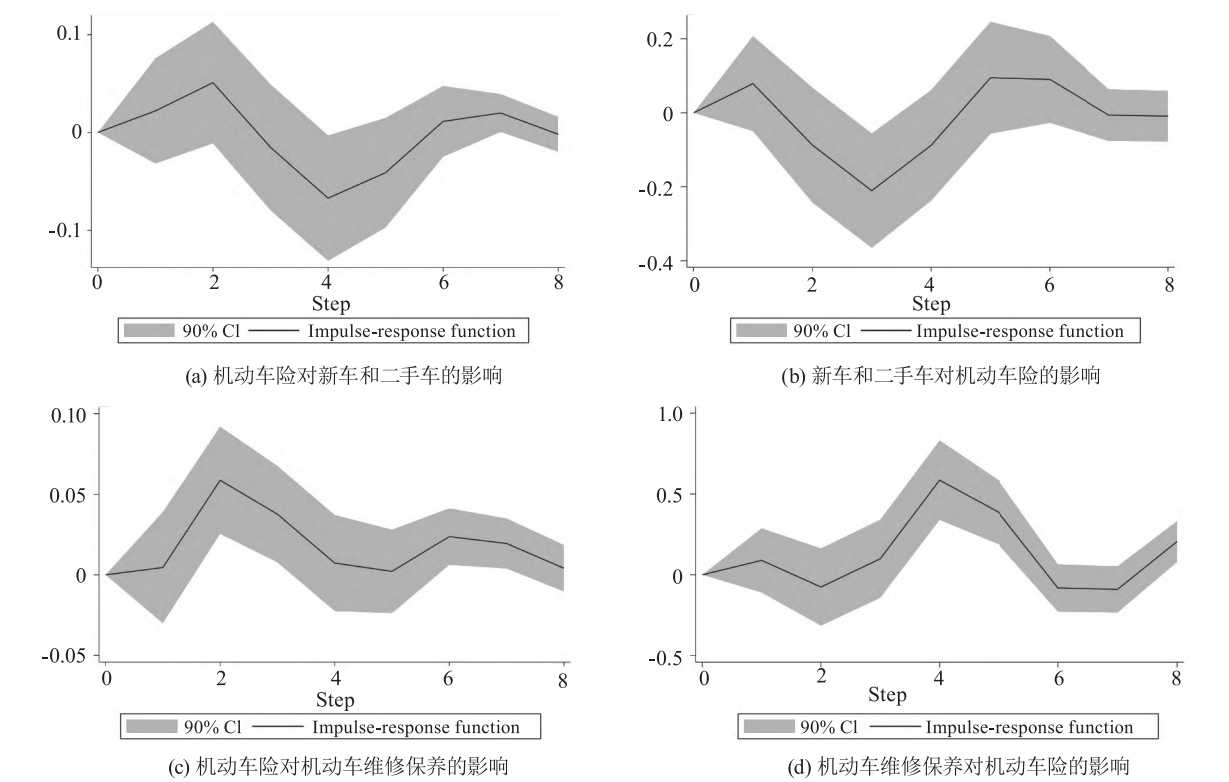 0.1
0
-0.1
0 2 4 6 8
Step
90% Cl Impulse-response function
(a) 机动车险对新车和二手车的影响
0.2
0
-0.2
-0.4
0 2 4 6 8
Step
90% Cl Impulse-response function
(b) 新车和二手车对机动车险的影响
0.10
0.05
0
-0.05
0 2 4 6 8
Step
90% Cl Impulse-response function
(c) 机动车险对机动车维修保养的影响
1.0
0.5
0
-0.5
0 2 4 6 8
Step
90% Cl Impulse-response function
(d) 机动车维修保养对机动车险的影响